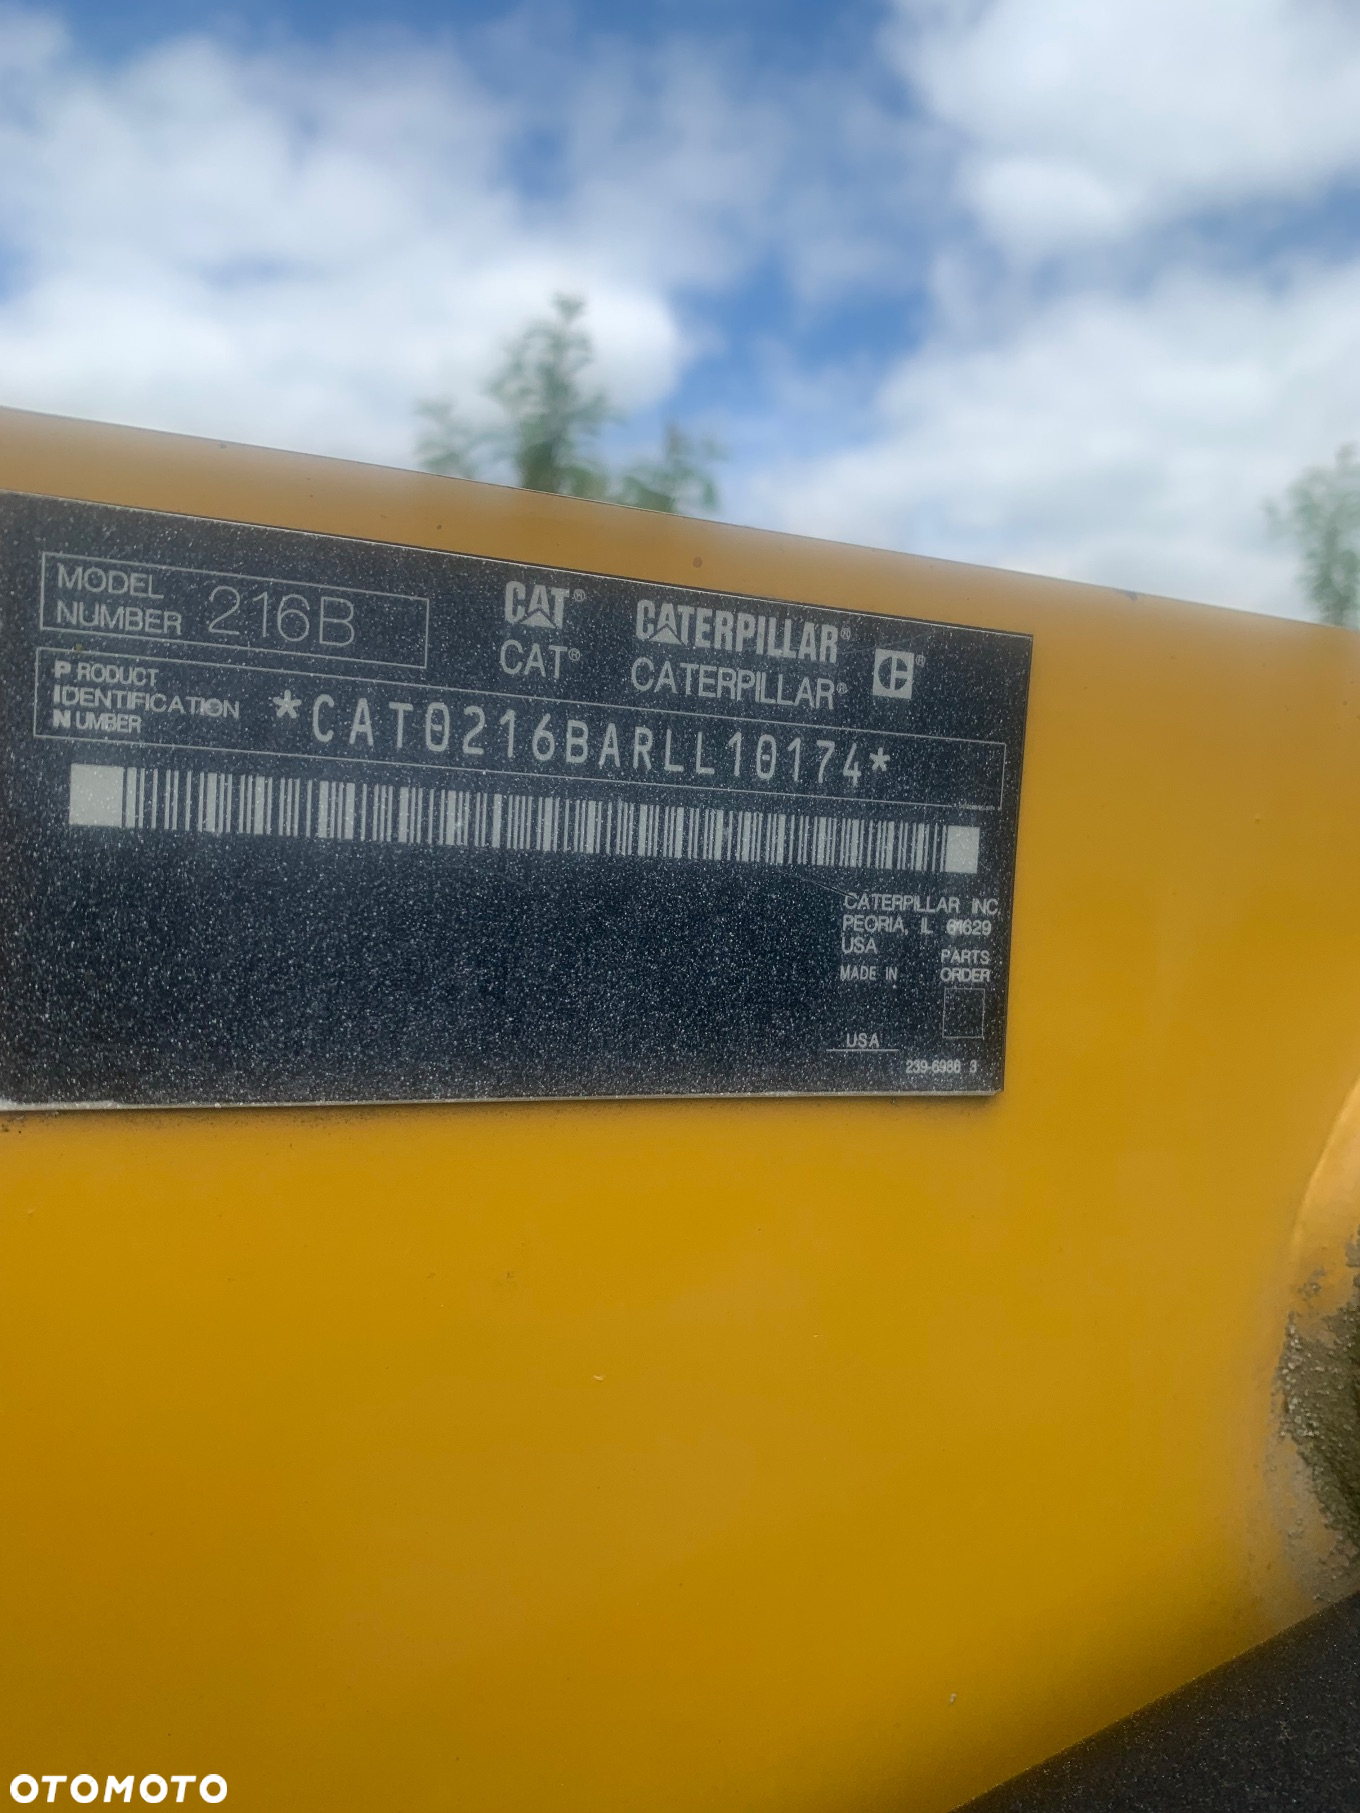 MODEL
NUMBER 216B
CAT® CATERPILLAR®
CAT® CATERPILLAR®
PRODUCT
IDENTIFICATION
NUMBER
*CAT0216BARLL10174*
CATERPILLAR INC.
PEORIA, IL 61629
USA
MADE IN
PARTS
ORDER
USA
239-6986 3
OTOMOTO